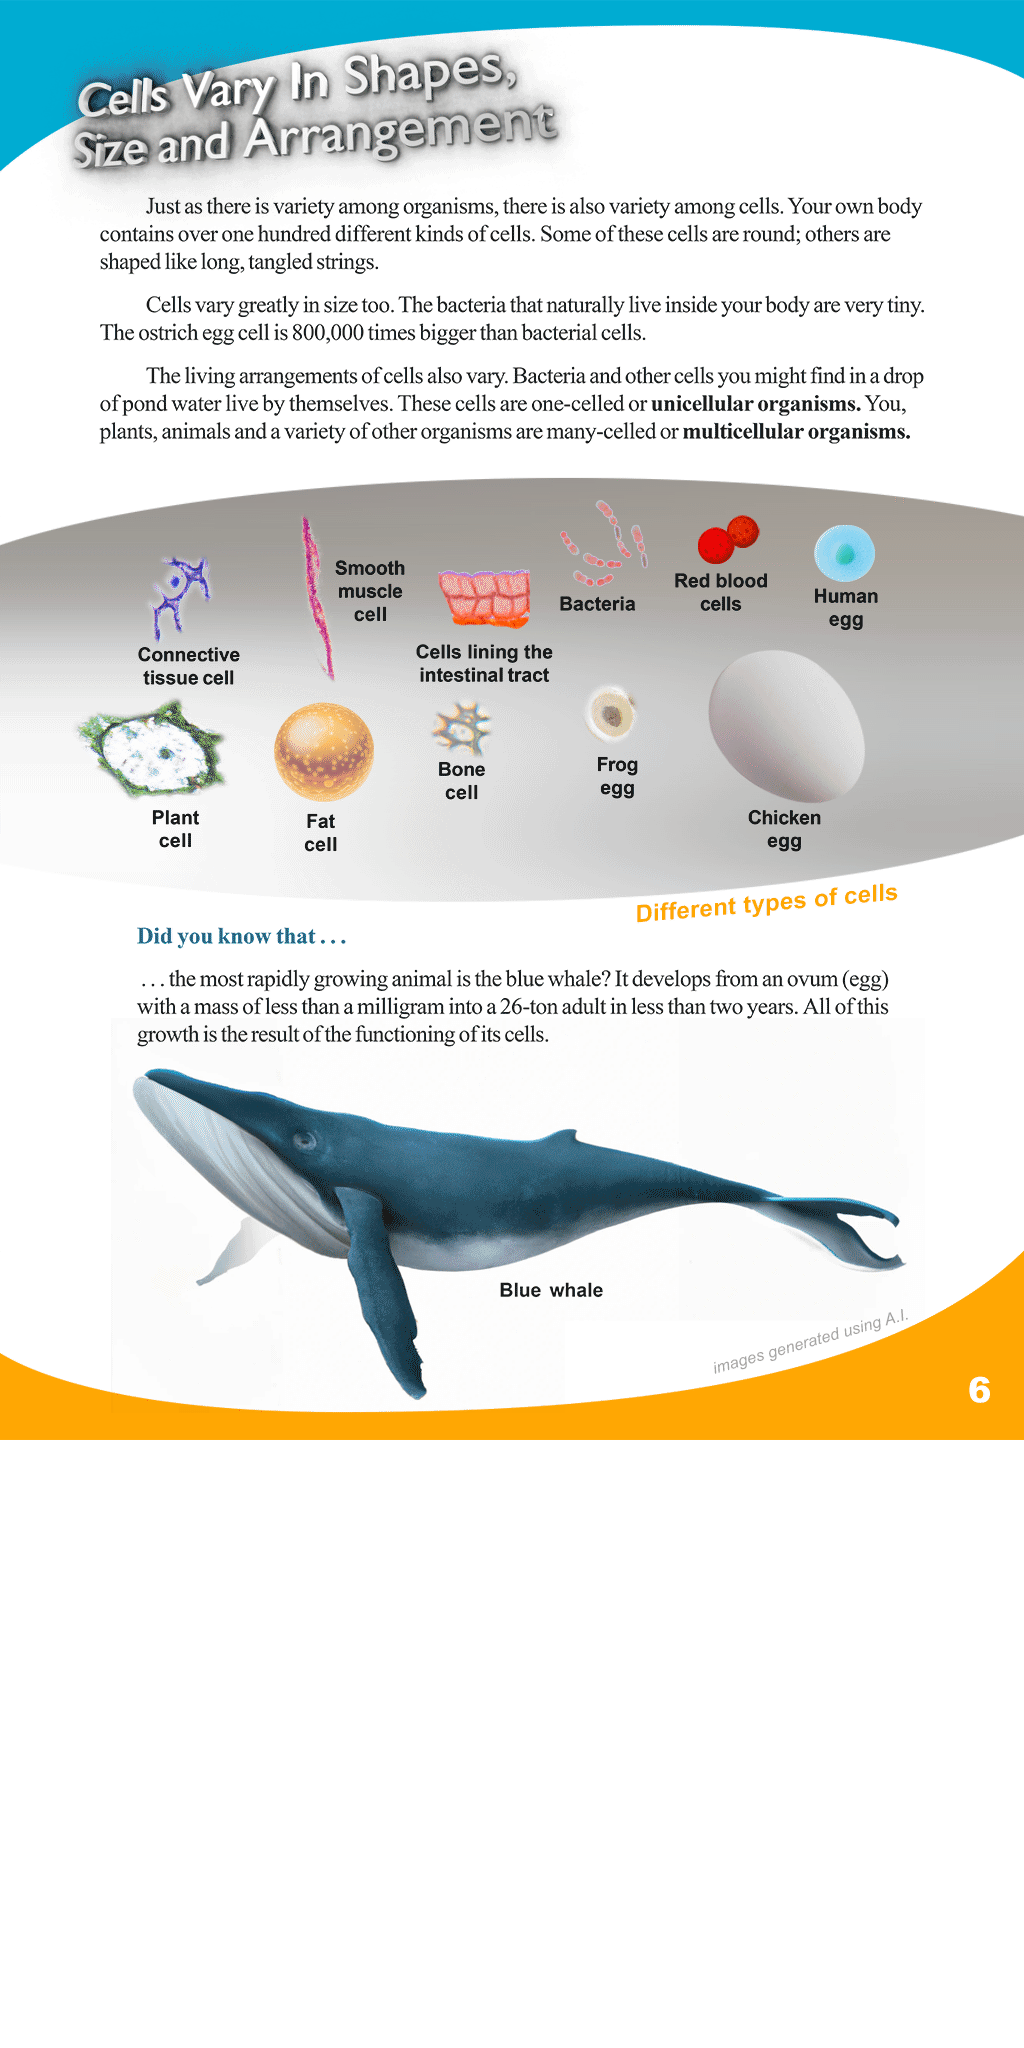 Cells Vary In Shapes,
Size and Arrangement
Just as there is variety among organisms, there is also variety among cells. Your own body
contains over one hundred different kinds of cells. Some of these cells are round; others are
shaped like long, tangled strings.
Cells vary greatly in size too. The bacteria that naturally live inside your body are very tiny.
The ostrich egg cell is 800,000 times bigger than bacterial cells.
The living arrangements of cells also vary. Bacteria and other cells you might find in a drop
of pond water live by themselves. These cells are one-celled or unicellular organisms. You,
plants, animals and a variety of other organisms are many-celled or multicellular organisms.
Connective
tissue cell
Smooth
muscle
cell
Cells lining the
intestinal tract
Bacteria
Red blood
cells
Human
egg
Plant
cell
Fat
cell
Bone
cell
Frog
egg
Chicken
egg
Different types of cells
Did you know that . . .
. . . the most rapidly growing animal is the blue whale? It develops from an ovum (egg)
with a mass of less than a milligram into a 26-ton adult in less than two years. All of this
growth is the result of the functioning of its cells.
Blue whale
images generated using A.I.
6